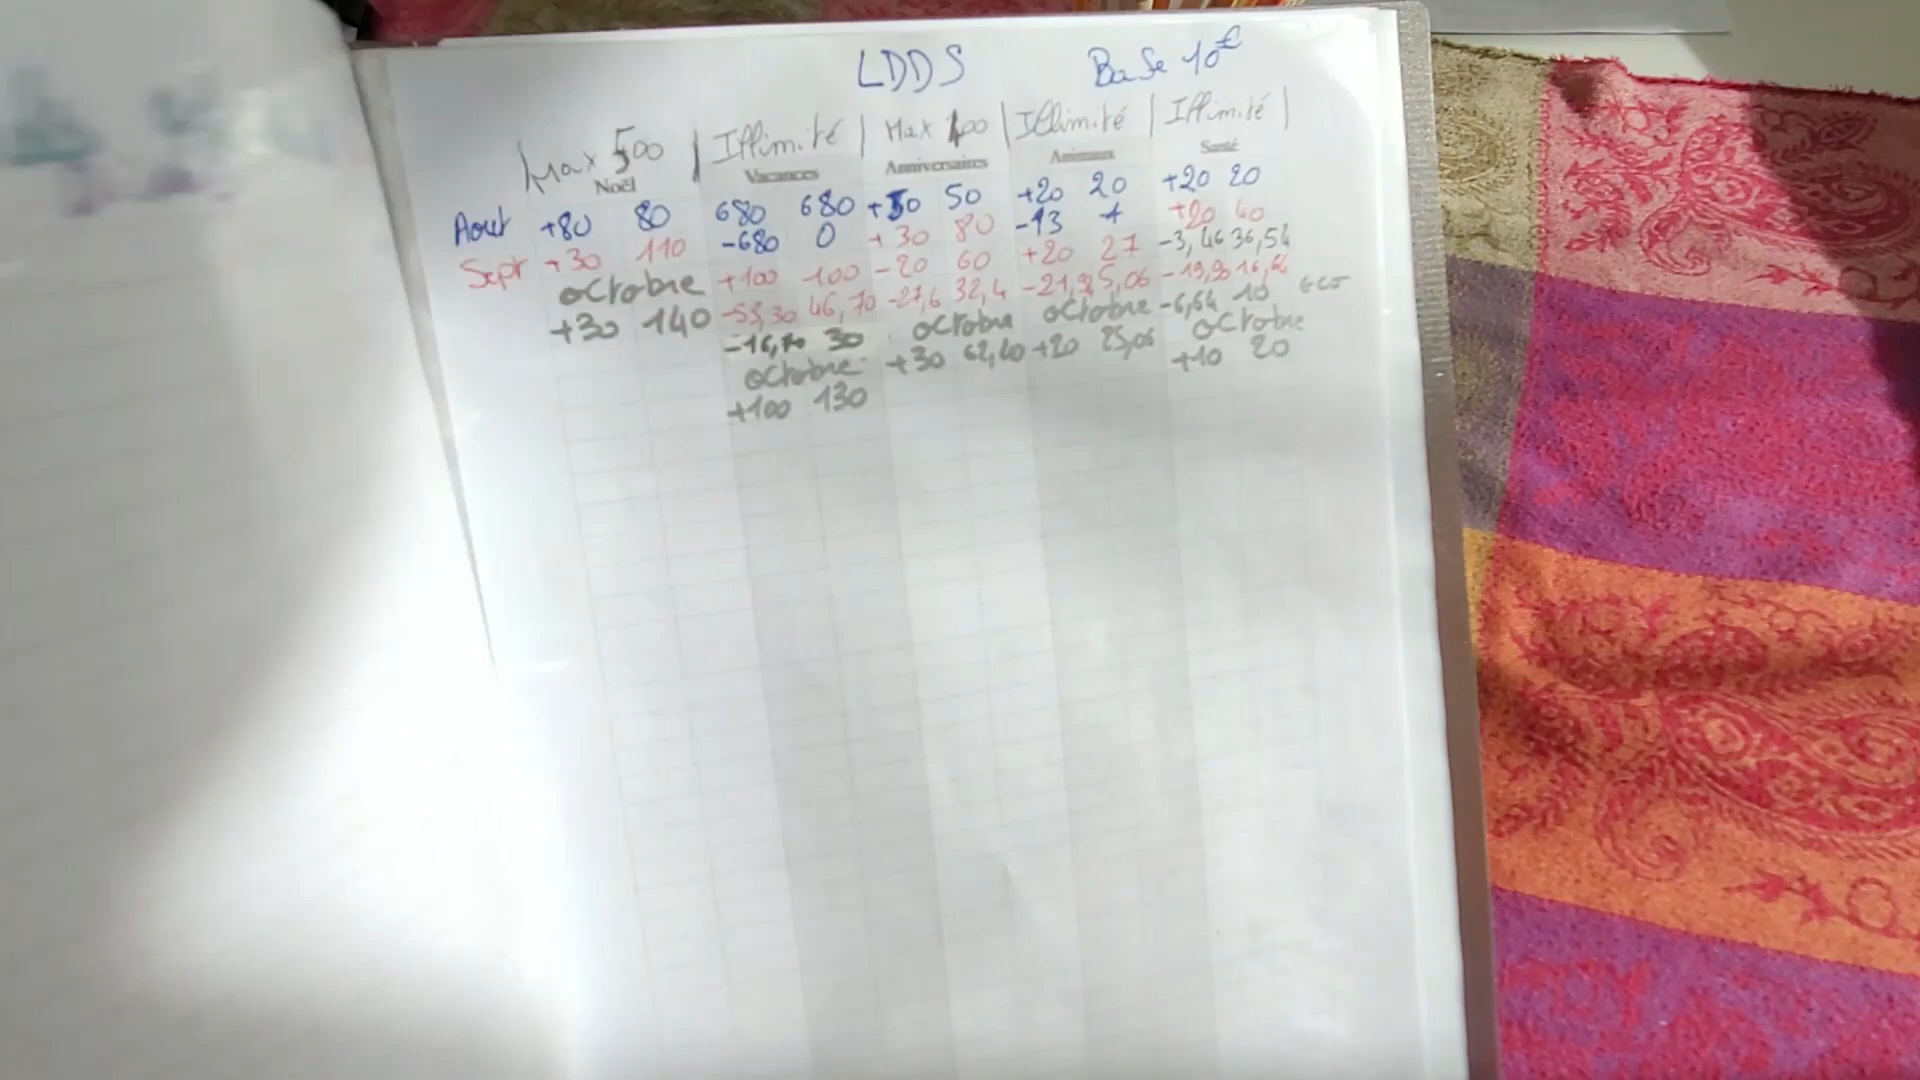 LDDS Base 10€
Max 500 | Illimité | Max 400 | Illimité | Illimité |
Noël Vacances Anniversaires Animaux Santé
Aout +80 80 680 680 +50 50 +20 20 +20 20
Sept +30 110 -680 0 +30 80 -13 7 +20 40
octobre +100 100 -20 60 +20 27 -3,46 36,54
+30 140 -53,30 46,70 -27,6 32,4 5,06 -19,90 16,64
-16,70 30 octobre octobre -6,64 10
octobre +30 62,40 +20 25,06 octobre
+100 130 +10 20